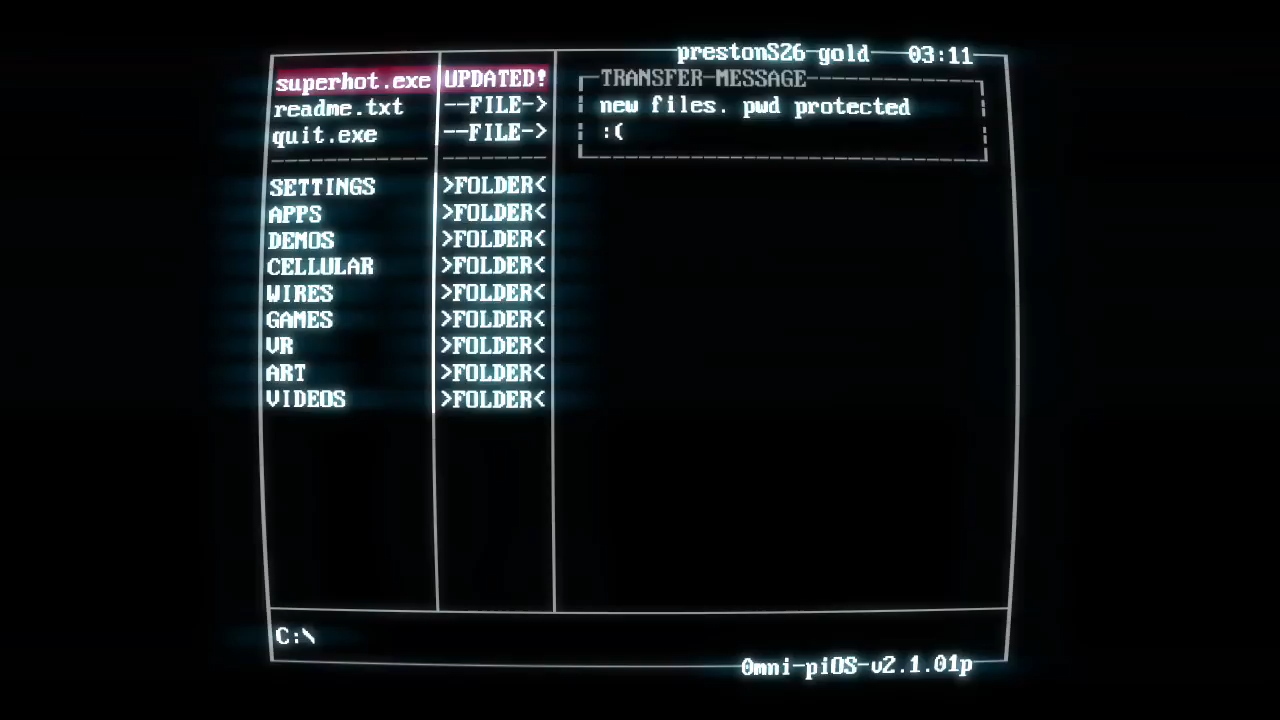 prestonS26 gold 03:11
superhot.exe UPDATED!
readme.txt --FILE->
quit.exe --FILE->
SETTINGS >FOLDER<
APPS >FOLDER<
DEMOS >FOLDER<
CELLULAR >FOLDER<
WIRES >FOLDER<
GAMES >FOLDER<
VR >FOLDER<
ART >FOLDER<
VIDEOS >FOLDER<
TRANSFER-MESSAGE
new files. pwd protected
:(
C:\
0mni-piOS-v2.1.01p